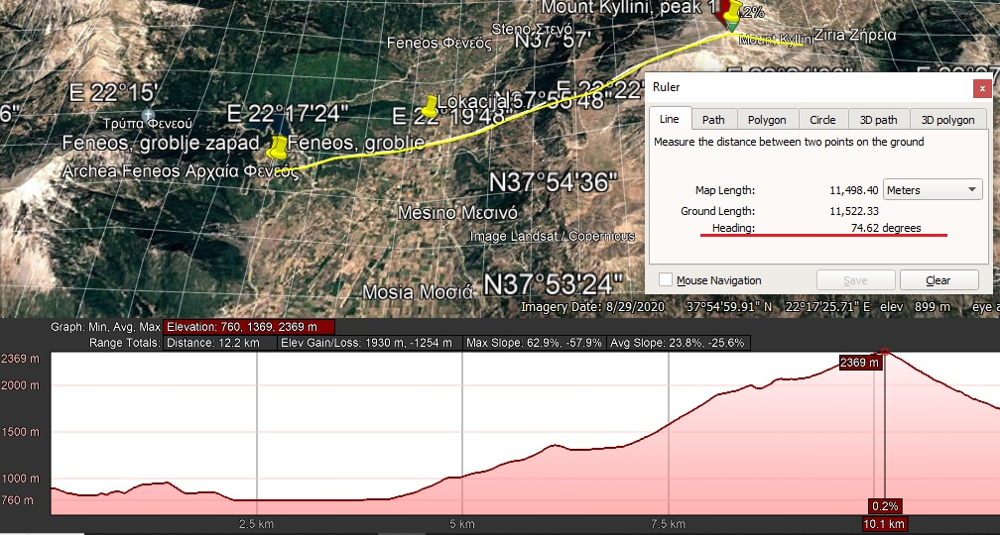 Mount Kyllini, peak 1
2%
Steno Στενό
Feneos Φενεός
N37°57'
Mount Kyllini
Ziria Ζήρεια
E 22°15'
E 22°17'24"
Τρύπα Φενεού
Lokacija
E 22°19'48"
E 22°22'
Feneos, groblje zapad
Feneos, groblje
Archea Feneos Αρχαία Φενεός
N37°54'36"
Mesino Μεσινό
Image Landsat / Copernicus
Mosia Μοσιά
N37°53'24"
Imagery Date: 8/29/2020 37°54'59.91" N 22°17'25.71" E elev 899 m eye a
Ruler
x
Line Path Polygon Circle 3D path 3D polygon
Measure the distance between two points on the ground
Map Length: 11,498.40 Meters
Ground Length: 11,522.33
Heading: 74.62 degrees
Mouse Navigation Save Clear
Graph: Min, Avg, Max Elevation: 760, 1369, 2369 m
Range Totals: Distance: 12.2 km Elev Gain/Loss: 1930 m, -1254 m Max Slope: 62.9%, -57.9% Avg Slope: 23.8%, -25.6%
2369 m
2369 m
2000 m
1500 m
1000 m
760 m
0.2%
2.5 km 5 km 7.5 km 10.1 km